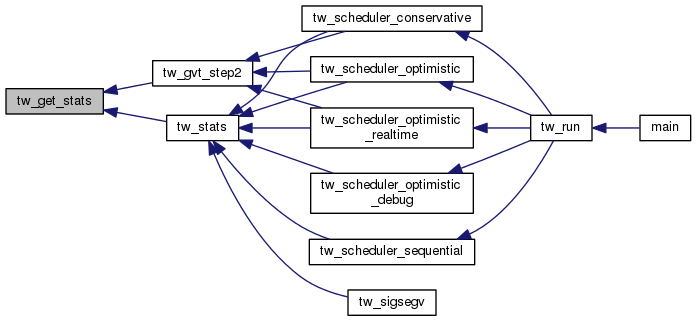 tw_scheduler_conservative
tw_gvt_step2
tw_scheduler_optimistic
tw_get_stats
tw_stats
tw_scheduler_optimistic
_realtime
tw_run
main
tw_scheduler_optimistic
_debug
tw_scheduler_sequential
tw_sigsegv